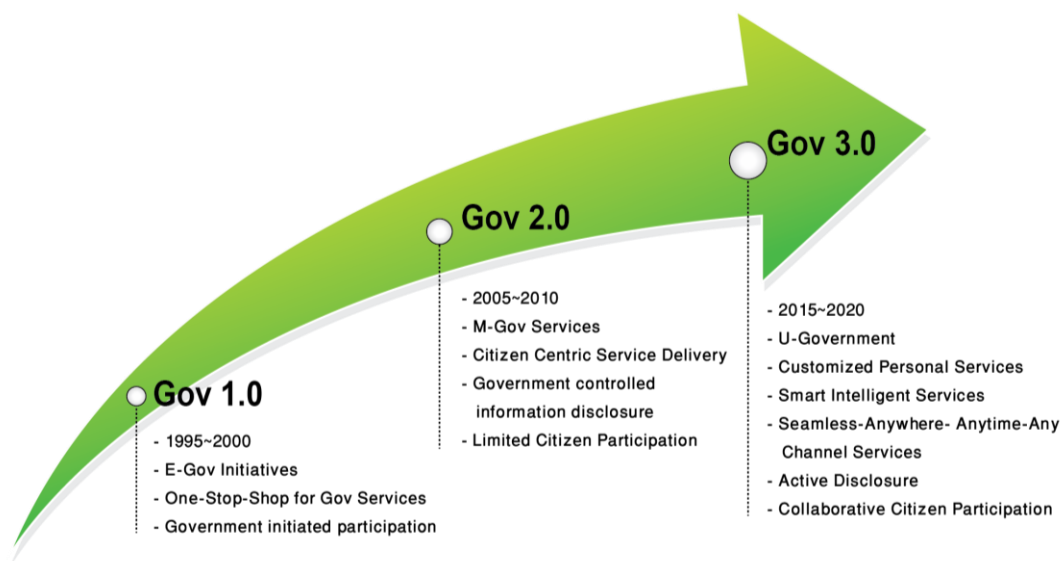 Gov 1.0
- 1995~2000
- E-Gov Initiatives
- One-Stop-Shop for Gov Services
- Government initiated participation
Gov 2.0
- 2005~2010
- M-Gov Services
- Citizen Centric Service Delivery
- Government controlled
information disclosure
- Limited Citizen Participation
Gov 3.0
- 2015~2020
- U-Government
- Customized Personal Services
- Smart Intelligent Services
- Seamless-Anywhere- Anytime-Any
Channel Services
- Active Disclosure
- Collaborative Citizen Participation